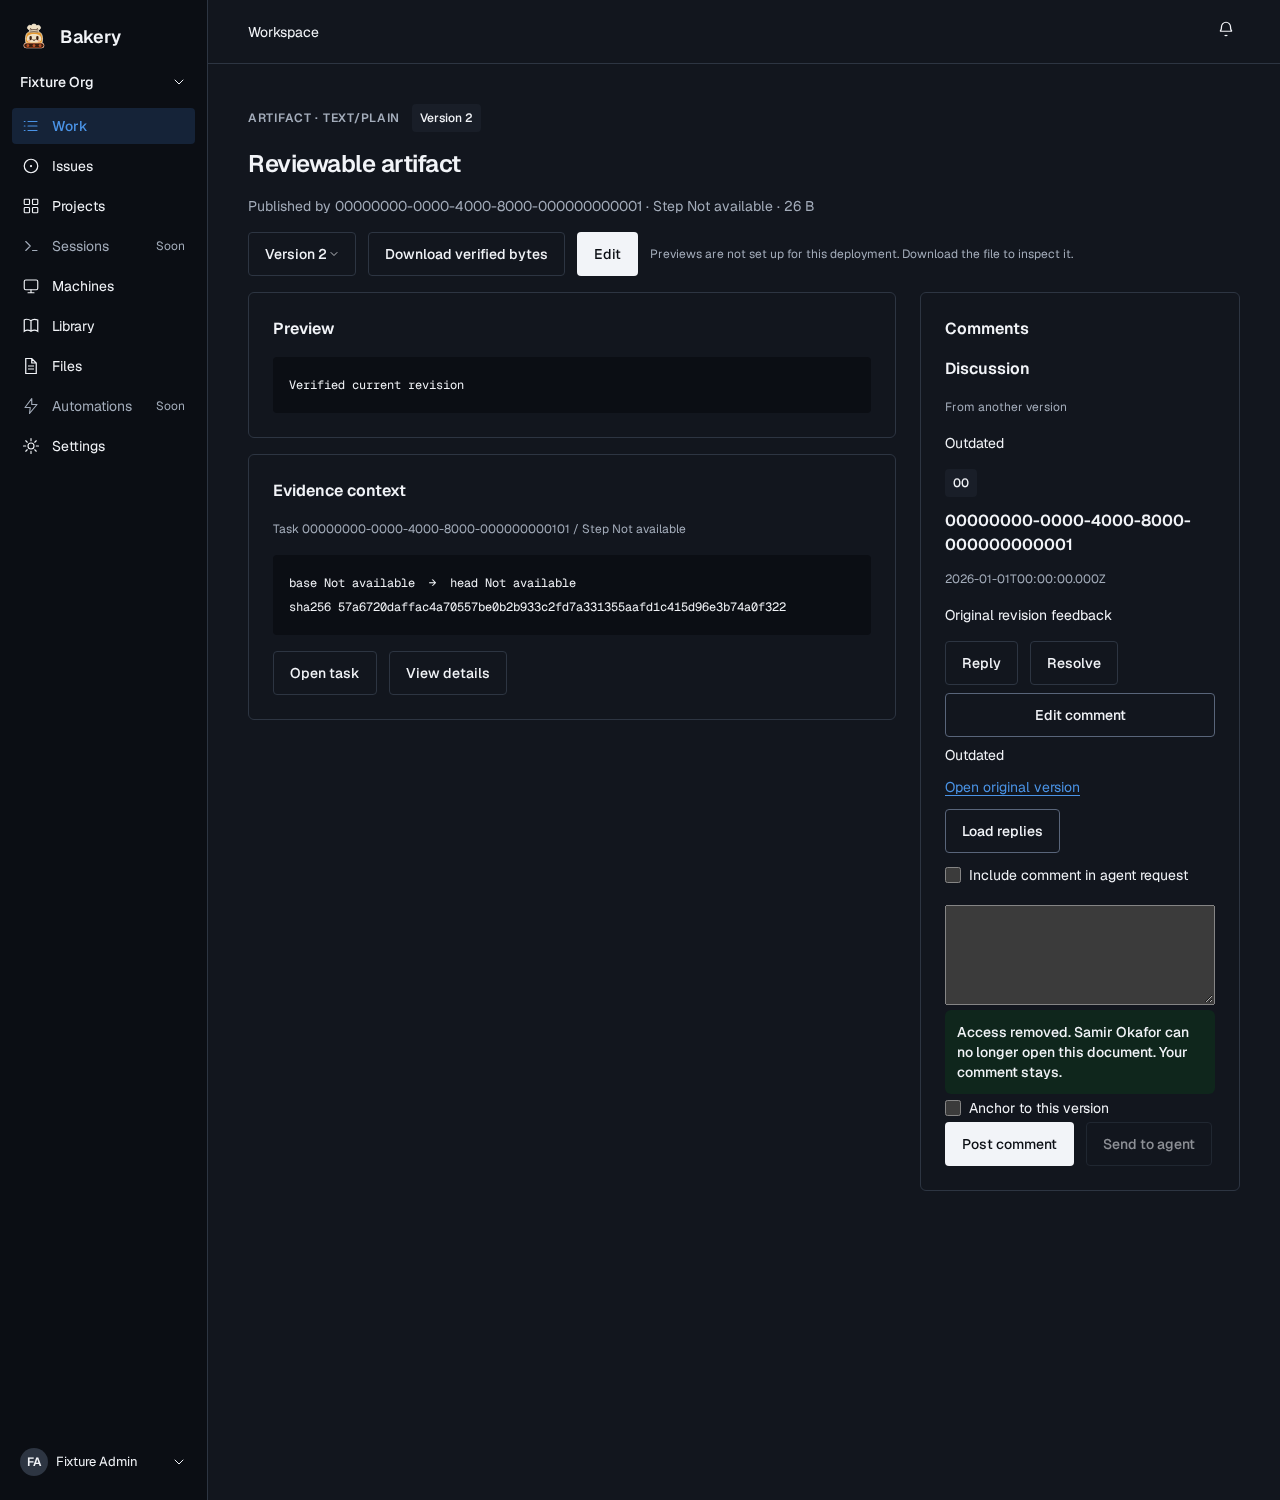 Bakery
Fixture Org
Work
Issues
Projects
Sessions Soon
Machines
Library
Files
Automations Soon
Settings
FA Fixture Admin
Workspace
ARTIFACT · TEXT/PLAIN Version 2
Reviewable artifact
Published by 00000000-0000-4000-8000-000000000001 · Step Not available · 26 B
Version 2 Download verified bytes Edit Previews are not set up for this deployment. Download the file to inspect it.
Preview
Verified current revision
Evidence context
Task 00000000-0000-4000-8000-000000000101 / Step Not available
base Not available → head Not available
sha256 57a6720daffac4a70557be0b2b933c2fd7a331355aafd1c415d96e3b74a0f322
Open task View details
Comments
Discussion
From another version
Outdated
00
00000000-0000-4000-8000-
000000000001
2026-01-01T00:00:00.000Z
Original revision feedback
Reply Resolve
Edit comment
Outdated
Open original version
Load replies
Include comment in agent request
Access removed. Samir Okafor can
no longer open this document. Your
comment stays.
Anchor to this version
Post comment Send to agent